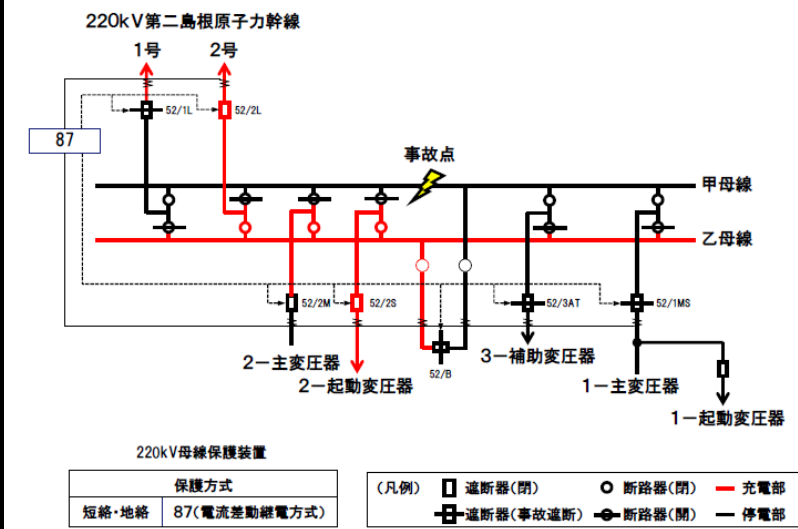 220kV第二島根原子力幹線
1号 2号
52/1L 52/2L
87
事故点
甲母線
乙母線
52/2M 52/2S 52/3AT 52/1MS
52/B
2－主変圧器
2－起動変圧器
3－補助変圧器
1－主変圧器
1－起動変圧器
220kV母線保護装置
保護方式
短絡・地絡 87(電流差動継電方式)
(凡例) 遮断器(閉) 断路器(閉) 充電部
遮断器(事故遮断) 断路器(開) 停電部